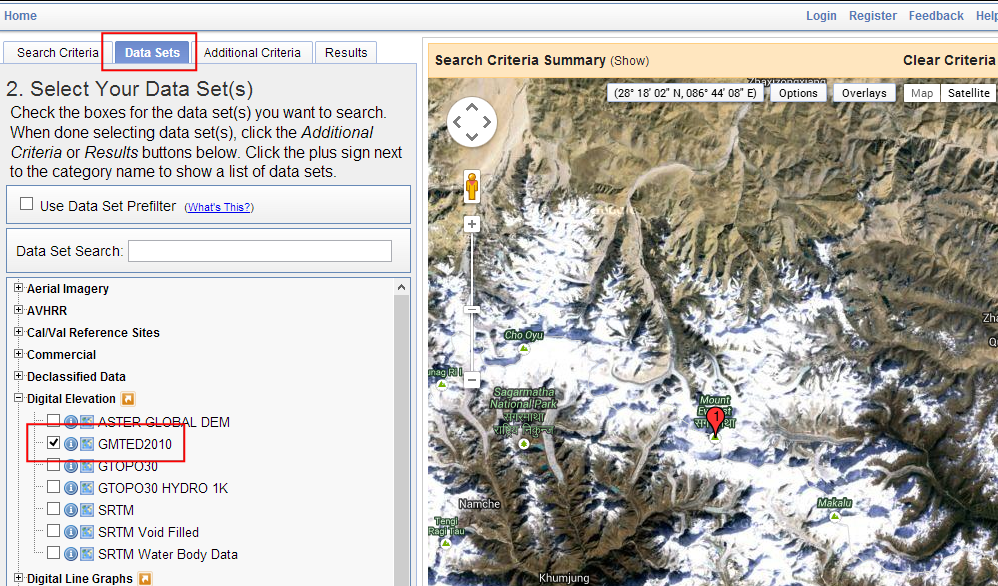 Home
Login Register Feedback Help
Search Criteria Data Sets Additional Criteria Results
2. Select Your Data Set(s)
Check the boxes for the data set(s) you want to search.
When done selecting data set(s), click the Additional
Criteria or Results buttons below. Click the plus sign next
to the category name to show a list of data sets.
Use Data Set Prefilter (What's This?)
Data Set Search:
Aerial Imagery
AVHRR
Cal/Val Reference Sites
Commercial
Declassified Data
Digital Elevation
ASTER GLOBAL DEM
GMTED2010
GTOPO30
GTOPO30 HYDRO 1K
SRTM
SRTM Void Filled
SRTM Water Body Data
Digital Line Graphs
Search Criteria Summary (Show) Clear Criteria
(28° 18' 02" N, 086° 44' 08" E) Options Overlays Map Satellite
Cho Oyu
Sagarmatha
National Park
सगरमाथा
राष्ट्रिय निकुञ्ज
Mount
1
Makalu
Namche
Tengi
Ragi Tau
Khumjung